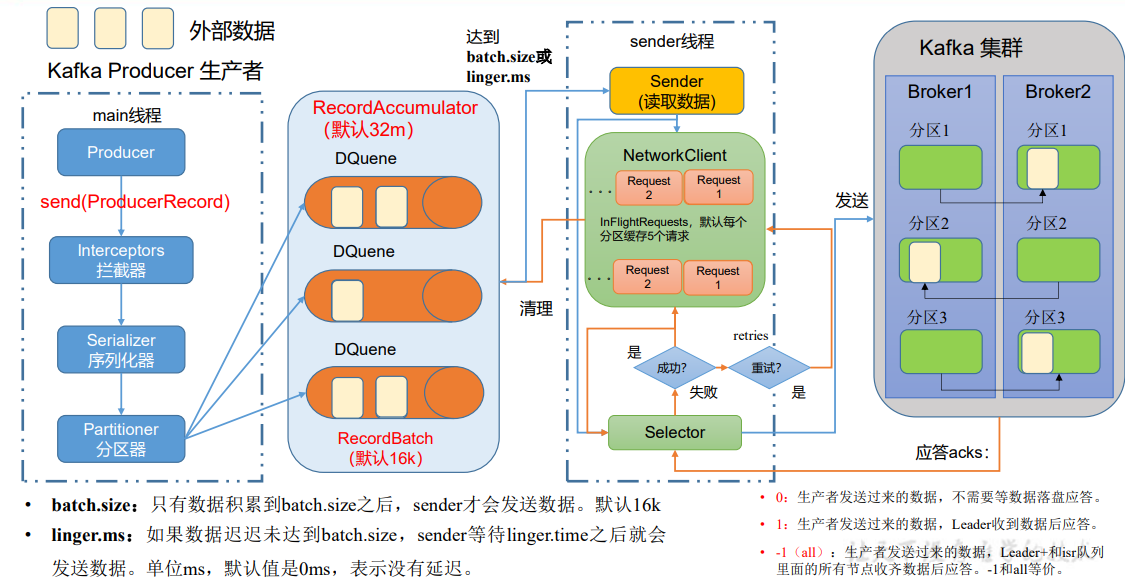 外部数据
Kafka Producer 生产者
main线程
Producer
send(ProducerRecord)
Interceptors
拦截器
Serializer
序列化器
Partitioner
分区器
RecordAccumulator
（默认32m）
DQuene
DQuene
DQuene
RecordBatch
（默认16k）
达到
batch.size或
linger.ms
清理
sender线程
Sender
(读取数据)
NetworkClient
...
Request
2
Request
1
InFlightRequests，默认每个
分区缓存5个请求
...
Request
2
Request
1
retries
是
成功?
失败
重试?
是
Selector
发送
应答acks:
Kafka 集群
Broker1
Broker2
分区1
分区1
分区2
分区2
分区3
分区3
• batch.size：只有数据积累到batch.size之后，sender才会发送数据。默认16k
• linger.ms：如果数据迟迟未达到batch.size，sender等待linger.time之后就会
发送数据。单位ms，默认值是0ms，表示没有延迟。
• 0：生产者发送过来的数据，不需要等数据落盘应答。
• 1：生产者发送过来的数据，Leader收到数据后应答。
• -1（all）：生产者发送过来的数据，Leader+和isr队列
里面的所有节点收齐数据后应答。-1和all等价。